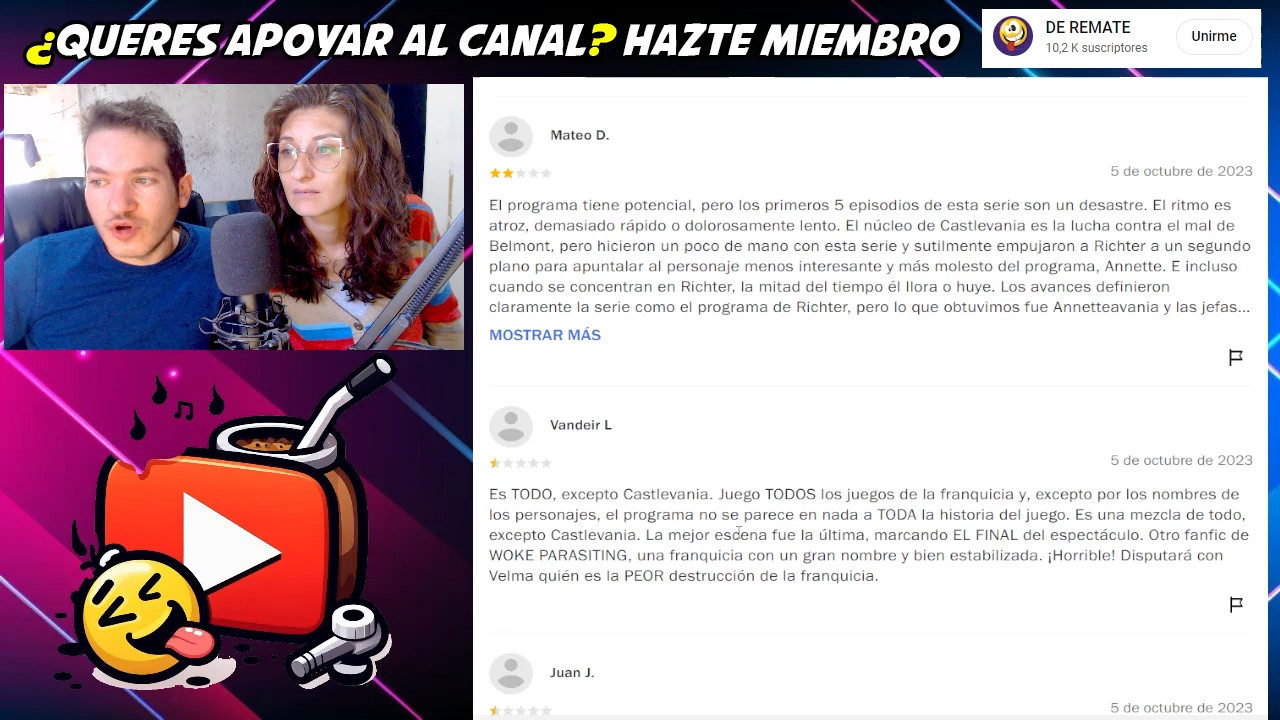 ¿QUERES APOYAR AL CANAL? HAZTE MIEMBRO
DE REMATE
10,2 K suscriptores
Unirme
Mateo D.
5 de octubre de 2023
El programa tiene potencial, pero los primeros 5 episodios de esta serie son un desastre. El ritmo es
atroz, demasiado rápido o dolorosamente lento. El núcleo de Castlevania es la lucha contra el mal de
Belmont, pero hicieron un poco de mano con esta serie y sutilmente empujaron a Richter a un segundo
plano para apuntalar al personaje menos interesante y más molesto del programa, Annette. E incluso
cuando se concentran en Richter, la mitad del tiempo él llora o huye. Los avances definieron
claramente la serie como el programa de Richter, pero lo que obtuvimos fue Annetteavania y las jefas...
MOSTRAR MÁS
Vandeir L
5 de octubre de 2023
Es TODO, excepto Castlevania. Juego TODOS los juegos de la franquicia y, excepto por los nombres de
los personajes, el programa no se parece en nada a TODA la historia del juego. Es una mezcla de todo,
excepto Castlevania. La mejor escena fue la última, marcando EL FINAL del espectáculo. Otro fanfic de
WOKE PARASITING, una franquicia con un gran nombre y bien estabilizada. ¡Horrible! Disputará con
Velma quién es la PEOR destrucción de la franquicia.
Juan J.
5 de octubre de 2023